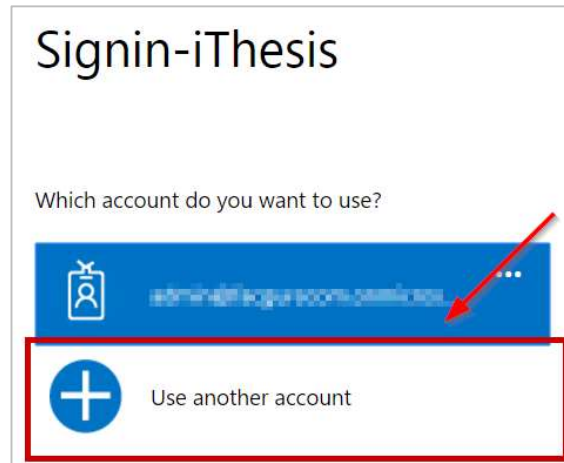 Signin-iThesis
Which account do you want to use?
Use another account